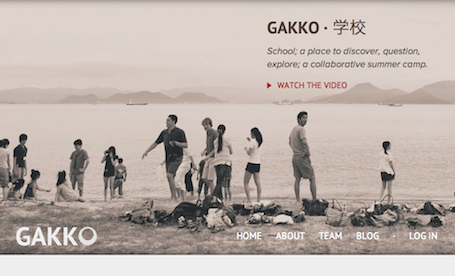 GAKKO · 学校
School; a place to discover, question,
explore; a collaborative summer camp.
WATCH THE VIDEO
GAKKO
HOME ABOUT TEAM BLOG · LOG IN